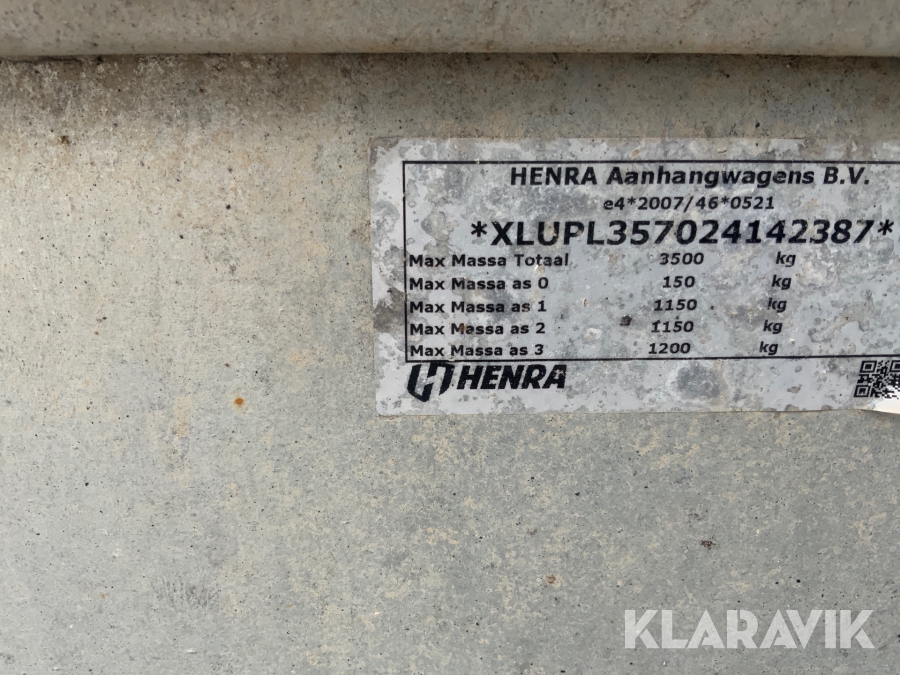 HENRA Aanhangwagens B.V.
e4*2007/46*0521
*XLUPL357024142387*
Max Massa Totaal 3500 kg
Max Massa as 0 150 kg
Max Massa as 1 1150 kg
Max Massa as 2 1150 kg
Max Massa as 3 1200 kg
HENRA
KLARAVIK